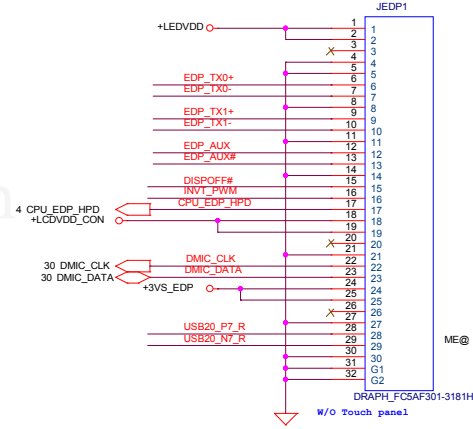 JEDP1
+LEDVDD
1 1
2 2
3 3
4 4
5 5
EDP_TX0+ 6 6
EDP_TX0- 7 7
8 8
EDP_TX1+ 9 9
EDP_TX1- 10 10
11 11
EDP_AUX 12 12
EDP_AUX# 13 13
14 14
DISPOFF# 15 15
INVT_PWM 16 16
4 CPU_EDP_HPD CPU_EDP_HPD 17 17
+LCDVDD_CON 18 18
19 19
20 20
21 21
30 DMIC_CLK DMIC_CLK 22 22
30 DMIC_DATA DMIC_DATA 23 23
+3VS_EDP 24 24
25 25
26 26
27 27
USB20_P7_R 28 28
USB20_N7_R 29 29
ME@
30 30
31 G1
32 G2
DRAPH_FC5AF301-3181H
W/O Touch panel